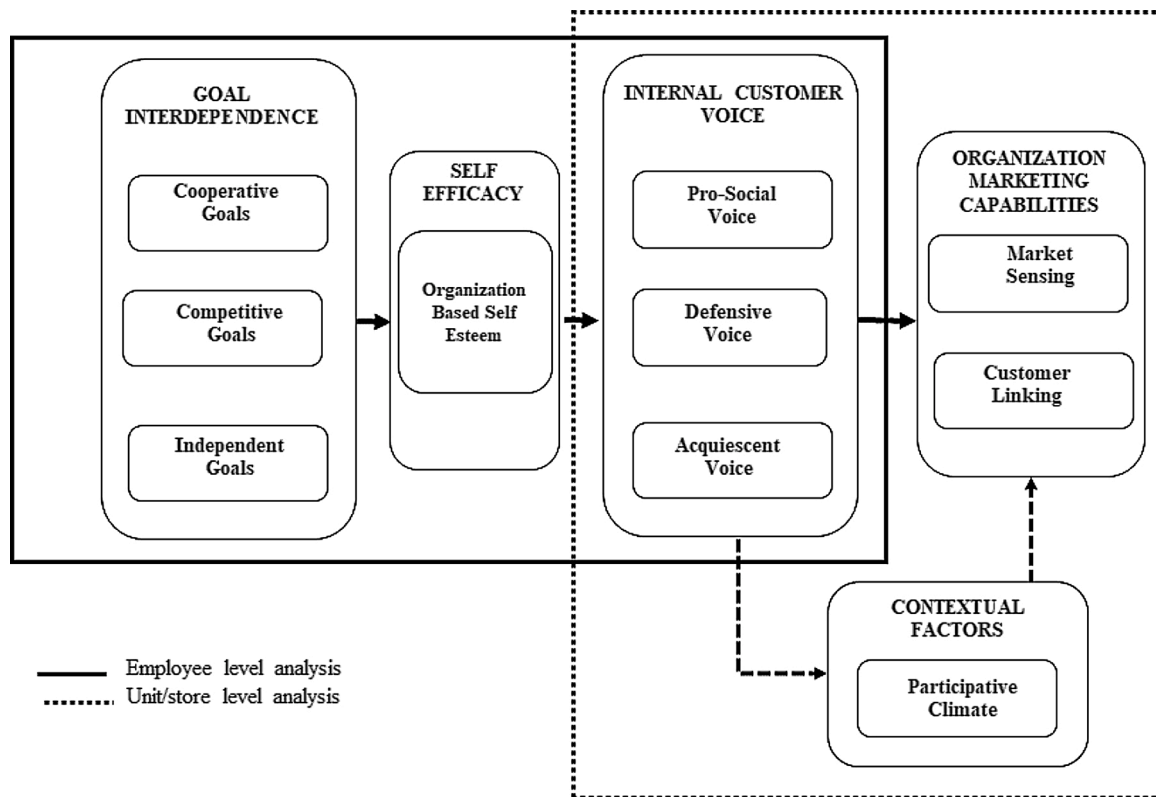 GOAL
INTERDEPENDENCE
Cooperative
Goals
Competitive
Goals
Independent
Goals
SELF
EFFICACY
Organization
Based Self
Esteem
INTERNAL CUSTOMER
VOICE
Pro-Social
Voice
Defensive
Voice
Acquiescent
Voice
ORGANIZATION
MARKETING
CAPABILITIES
Market
Sensing
Customer
Linking
CONTEXTUAL
FACTORS
Participative
Climate
Employee level analysis
Unit/store level analysis